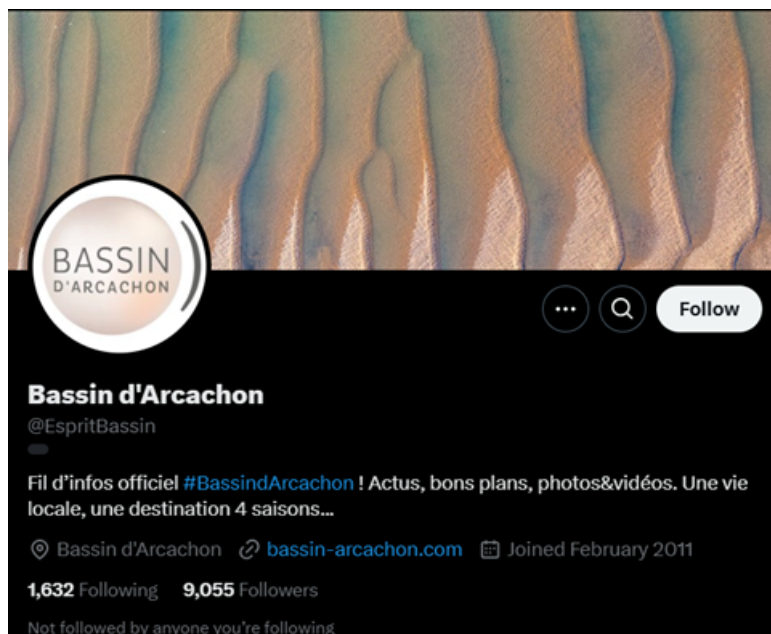 BASSIN
D'ARCACHON
Follow
Bassin d'Arcachon
@EspritBassin
Fil d'infos officiel #BassindArcachon ! Actus, bons plans, photos&vidéos. Une vie
locale, une destination 4 saisons...
Bassin d'Arcachon bassin-arcachon.com Joined February 2011
1,632 Following 9,055 Followers
Not followed by anyone you're following